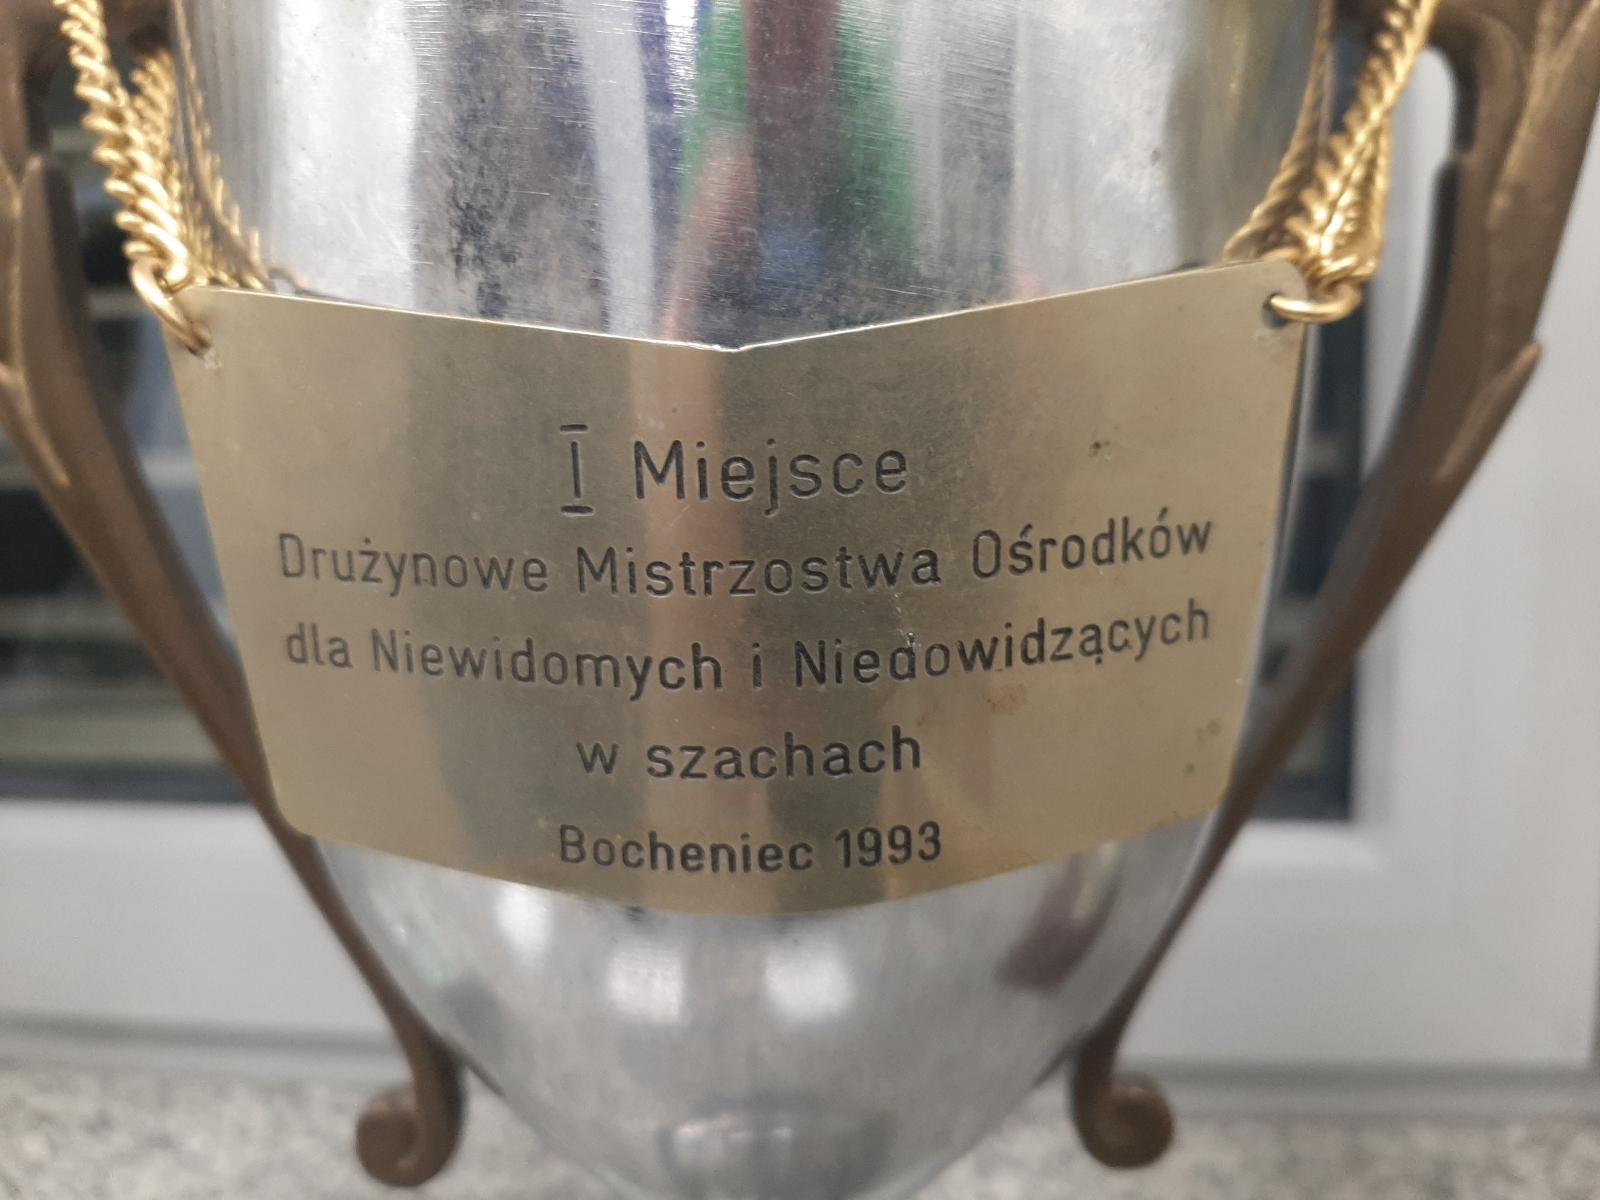 I Miejsce
Drużynowe Mistrzostwa Ośrodków
dla Niewidomych i Niedowidzących
w szachach
Bocheniec 1993